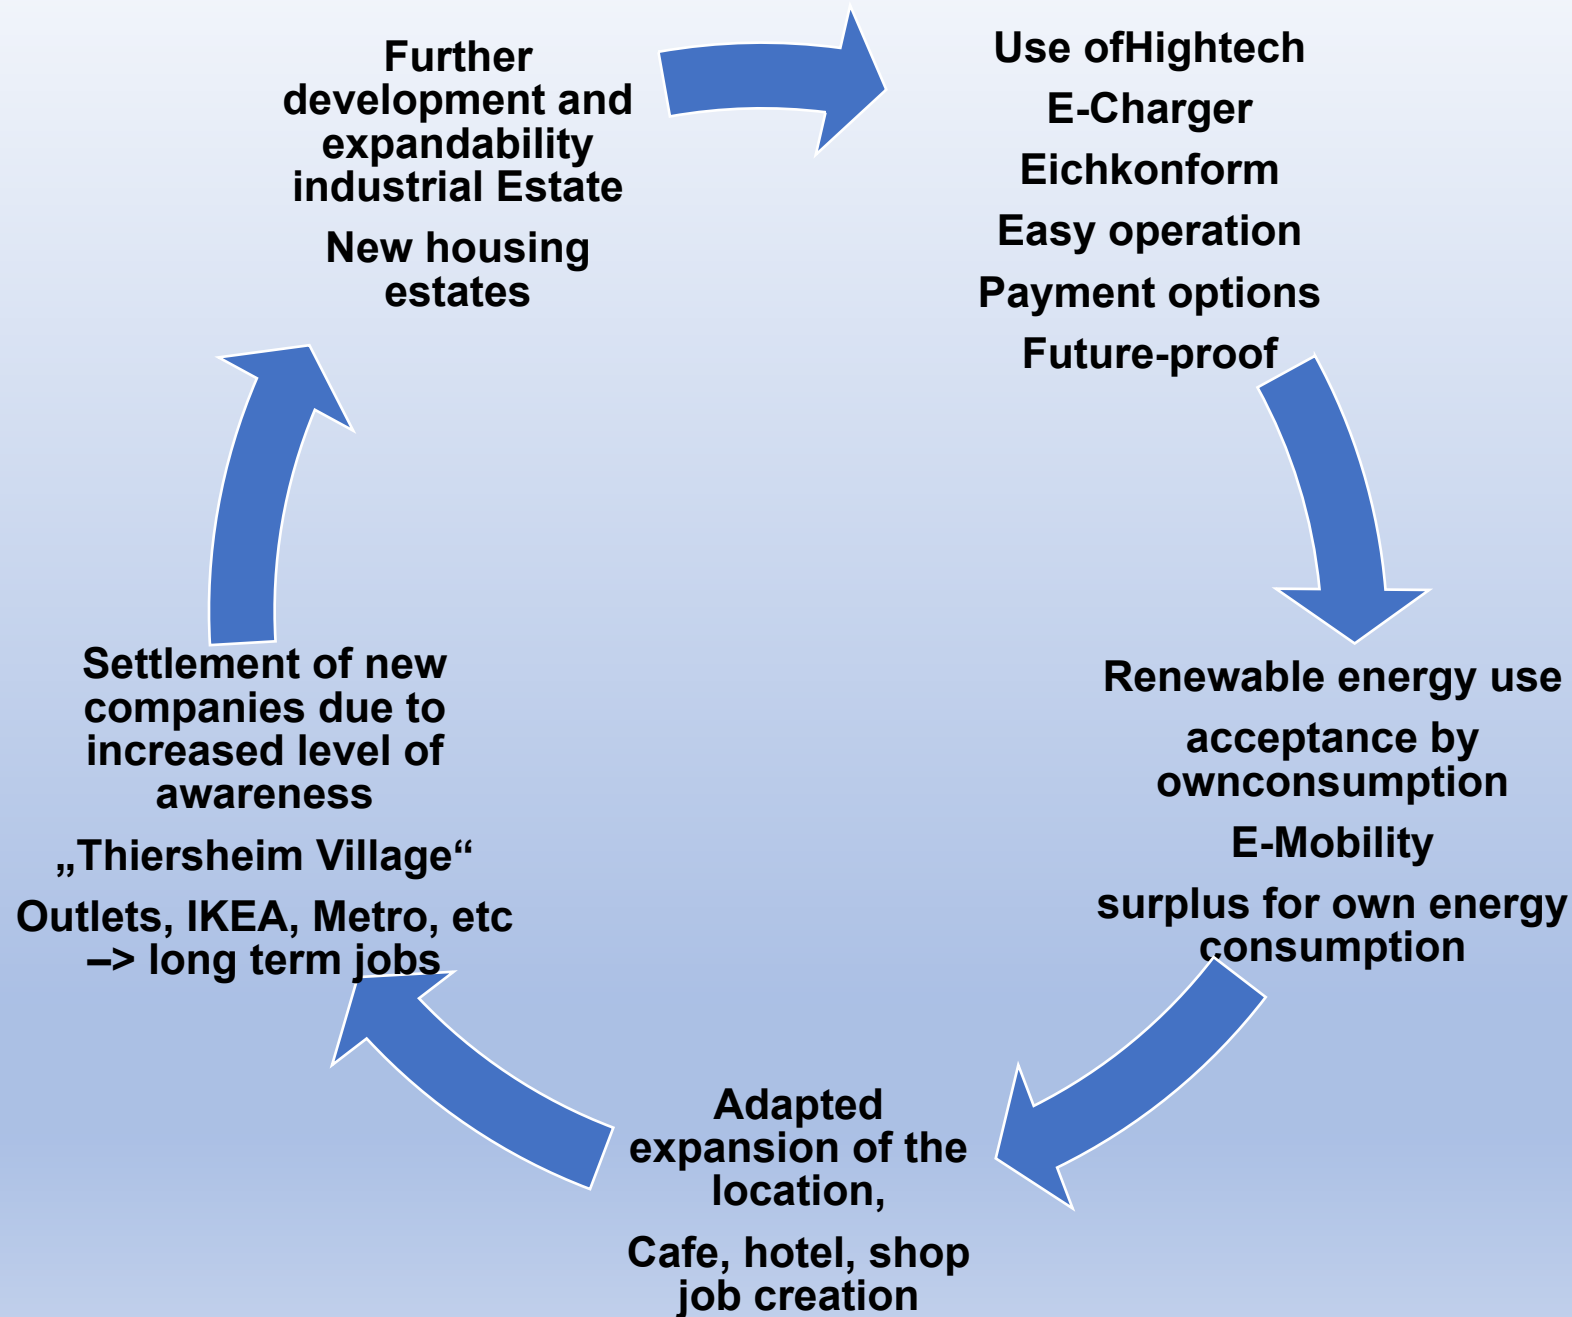 Further
development and
expandability
industrial Estate
New housing
estates
Use ofHightech
E-Charger
Eichkonform
Easy operation
Payment options
Future-proof
Renewable energy use
acceptance by
ownconsumption
E-Mobility
surplus for own energy
consumption
Adapted
expansion of the
location,
Cafe, hotel, shop
job creation
Settlement of new
companies due to
increased level of
awareness
„Thiersheim Village“
Outlets, IKEA, Metro, etc
–> long term jobs